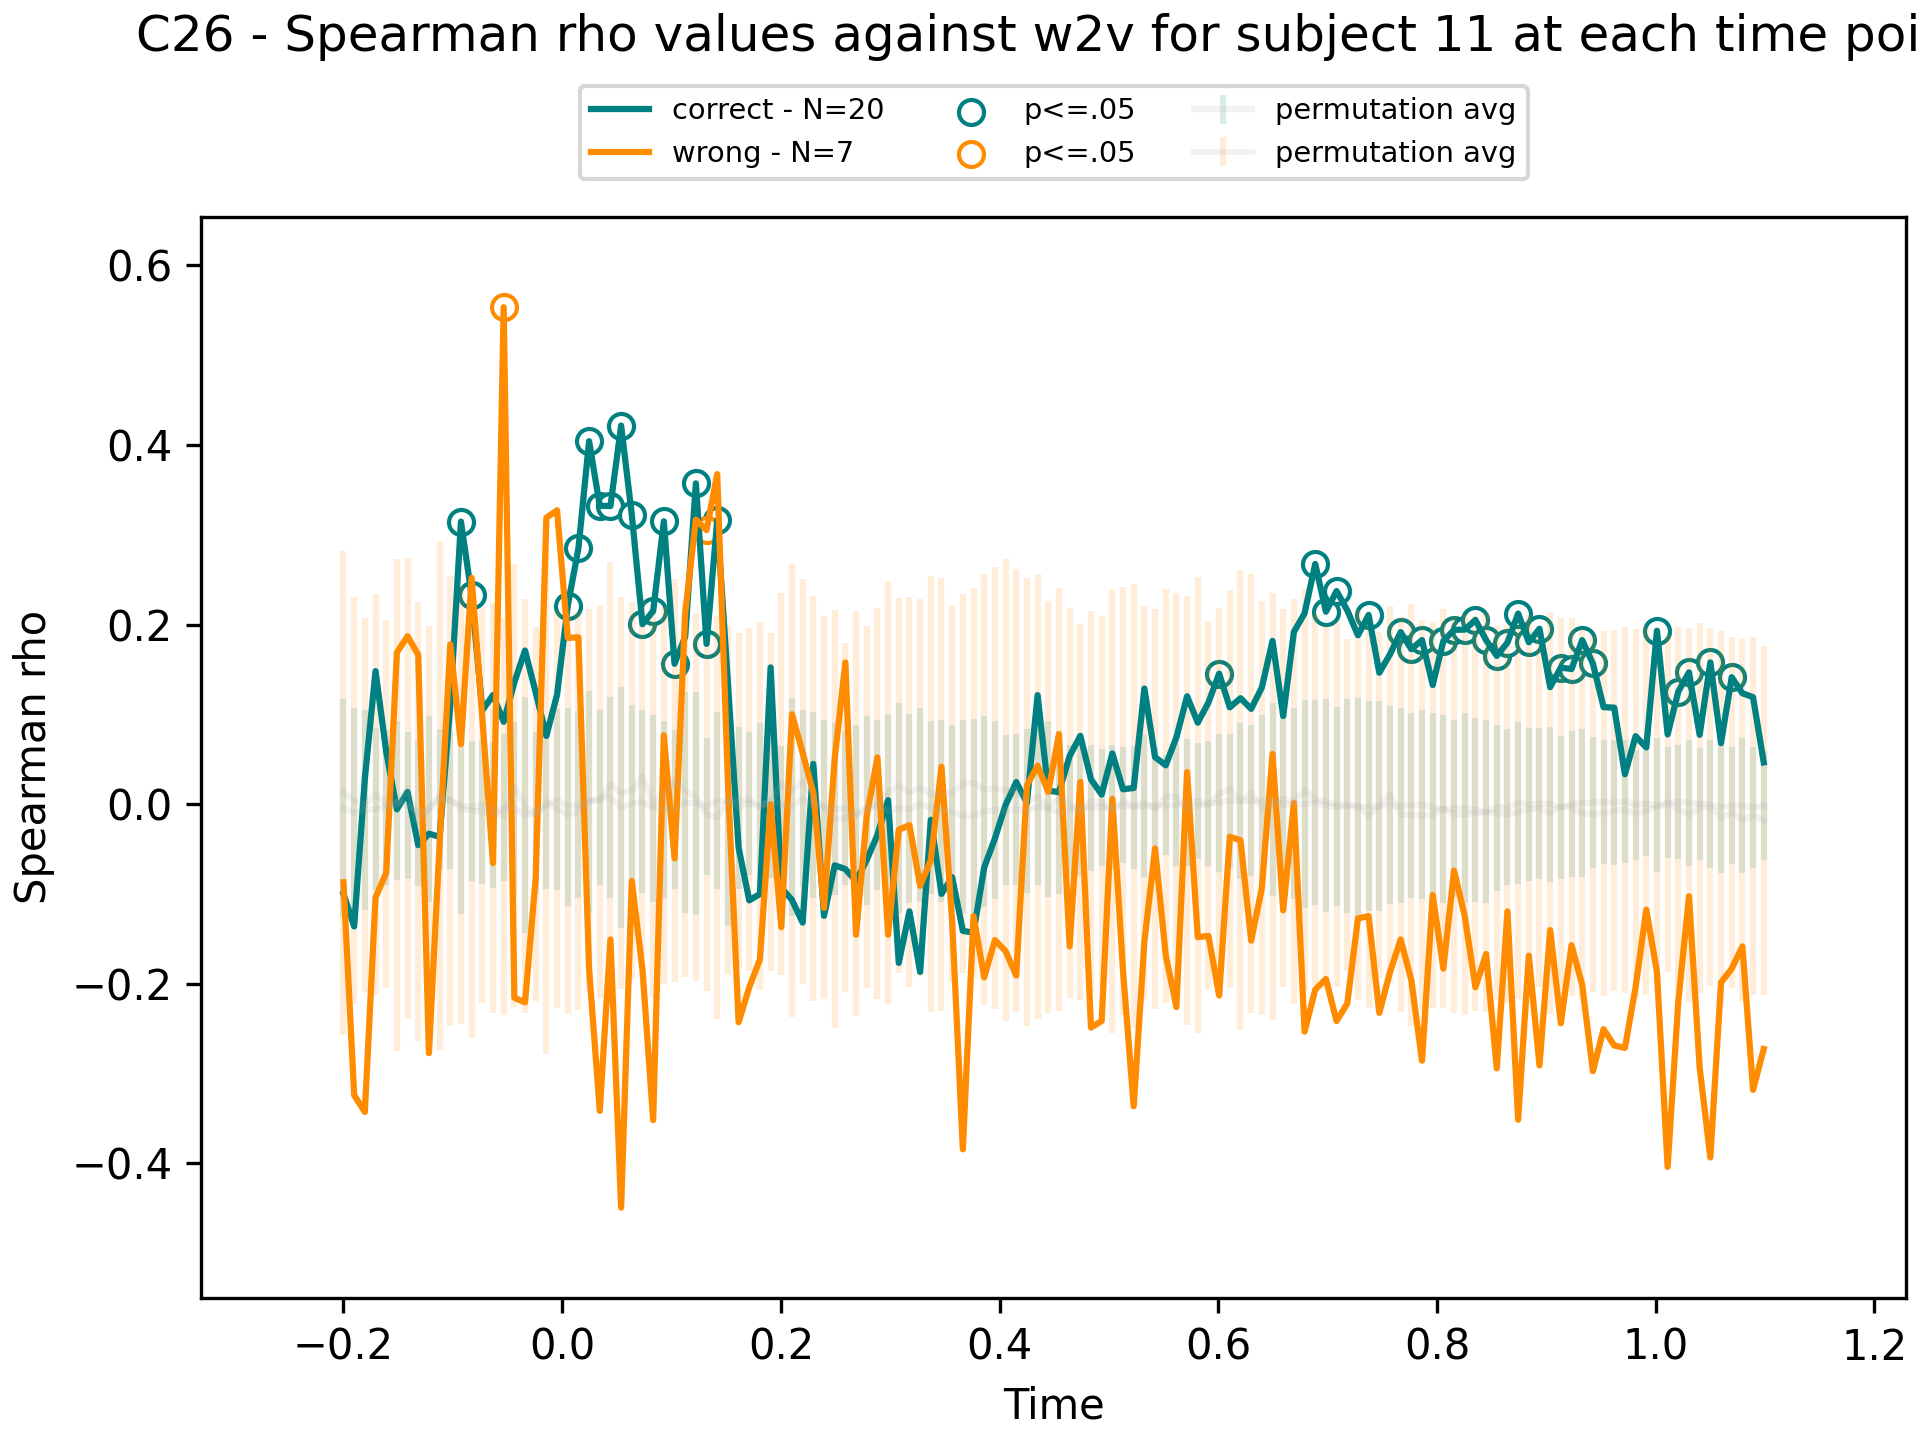 C26 - Spearman rho values against w2v for subject 11 at each time poi
correct - N=20
wrong - N=7
p<=.05
p<=.05
permutation avg
permutation avg
Spearman rho
0.6
0.4
0.2
0.0
−0.2
−0.4
−0.2
0.0
0.2
0.4
0.6
0.8
1.0
1.2
Time